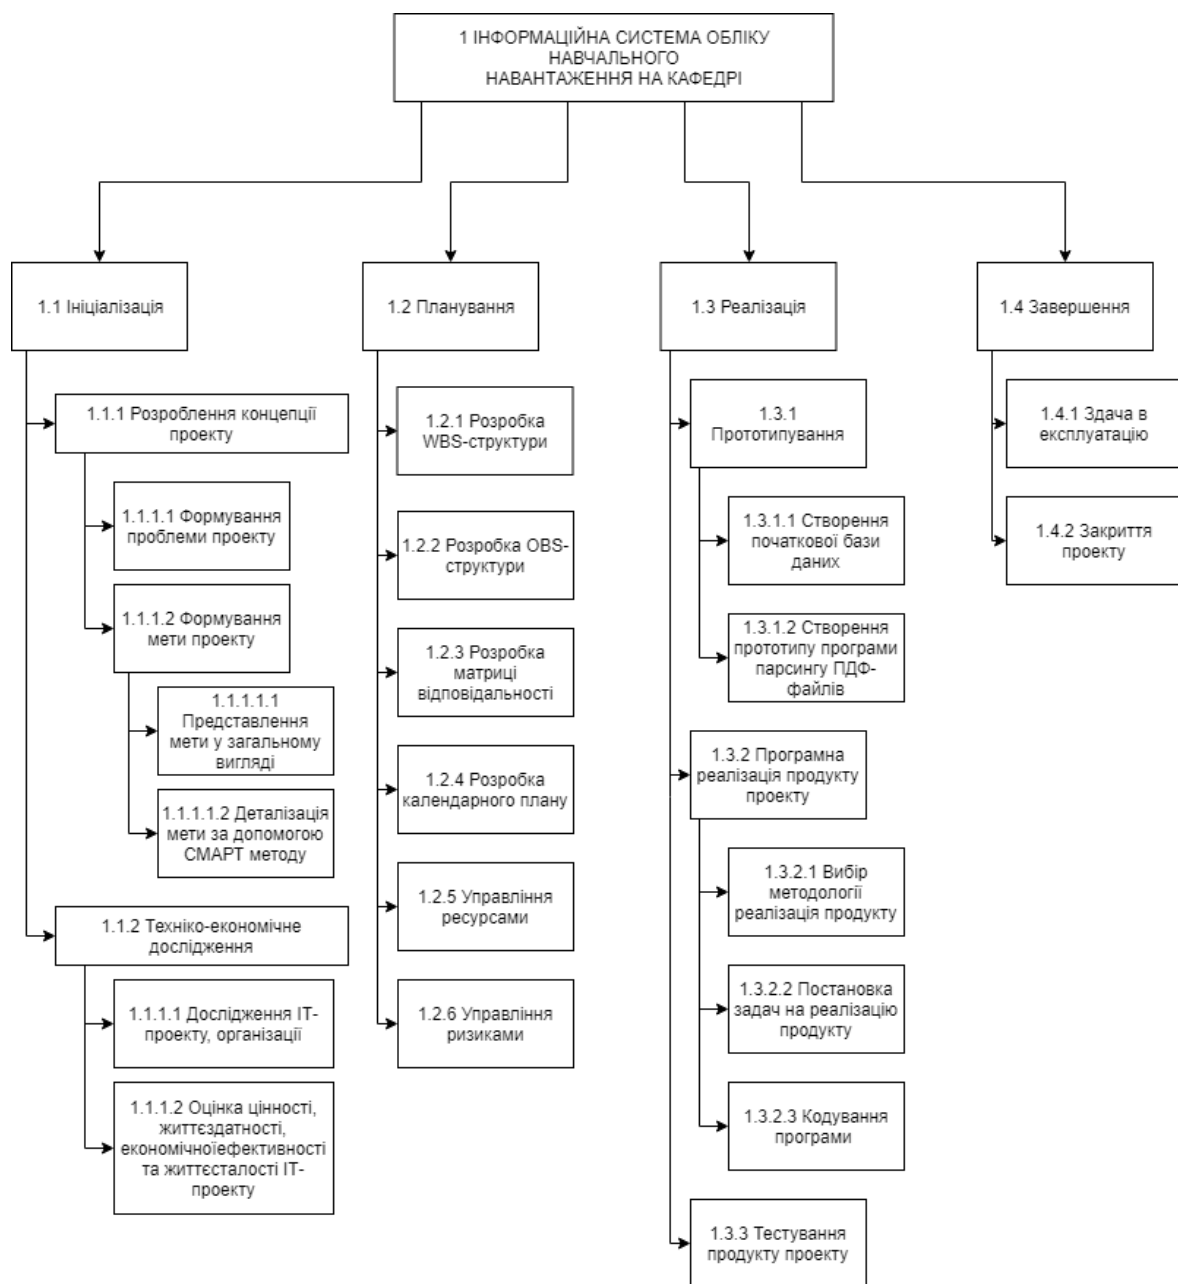 1 ІНФОРМАЦІЙНА СИСТЕМА ОБЛІКУ
НАВЧАЛЬНОГО
НАВАНТАЖЕННЯ НА КАФЕДРІ
1.1 Ініціалізація
1.1.1 Розроблення концепції
проекту
1.1.1.1 Формування
проблеми проекту
1.1.1.2 Формування
мети проекту
1.1.1.1.1
Представлення
мети у загальному
вигляді
1.1.1.1.2 Деталізація
мети за допомогою
СМАРТ методу
1.1.2 Техніко-економічне
дослідження
1.1.1.1 Дослідження ІТ-
проекту, організації
1.1.1.2 Оцінка цінності,
життєздатності,
економічноїефективності
та життєсталості ІТ-
проекту
1.2 Планування
1.2.1 Розробка
WBS-структури
1.2.2 Розробка OBS-
структури
1.2.3 Розробка
матриці
відповідальності
1.2.4 Розробка
календарного плану
1.2.5 Управління
ресурсами
1.2.6 Управління
ризиками
1.3 Реалізація
1.3.1
Прототипування
1.3.1.1 Створення
початкової бази
даних
1.3.1.2 Створення
прототипу програми
парсингу ПДФ-
файлів
1.3.2 Програмна
реалізація продукту
проекту
1.3.2.1 Вибір
методології
реалізація продукту
1.3.2.2 Постановка
задач на реалізацію
продукту
1.3.2.3 Кодування
програми
1.3.3 Тестування
продукту проекту
1.4 Завершення
1.4.1 Здача в
експлуатацію
1.4.2 Закриття
проекту